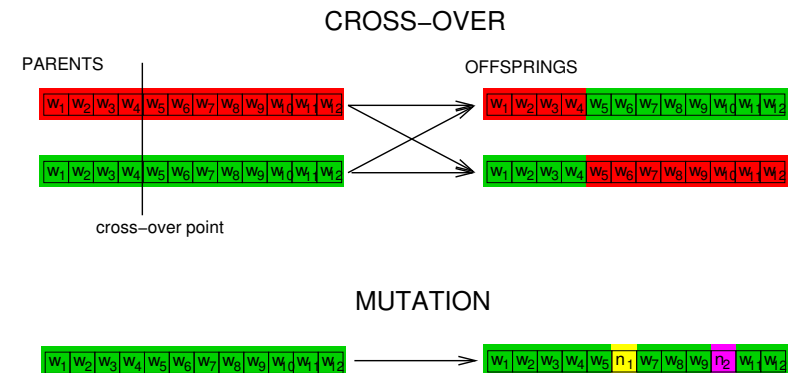 CROSS−OVER
PARENTS
OFFSPRINGS
w1 w2 w3 w4 w5 w6 w7 w8 w9 w10 w11 w12
w1 w2 w3 w4 w5 w6 w7 w8 w9 w10 w11 w12
w1 w2 w3 w4 w5 w6 w7 w8 w9 w10 w11 w12
w1 w2 w3 w4 w5 w6 w7 w8 w9 w10 w11 w12
cross−over point
MUTATION
w1 w2 w3 w4 w5 w6 w7 w8 w9 w10 w11 w12
w1 w2 w3 w4 w5 n1 w7 w8 w9 n2 w11 w12